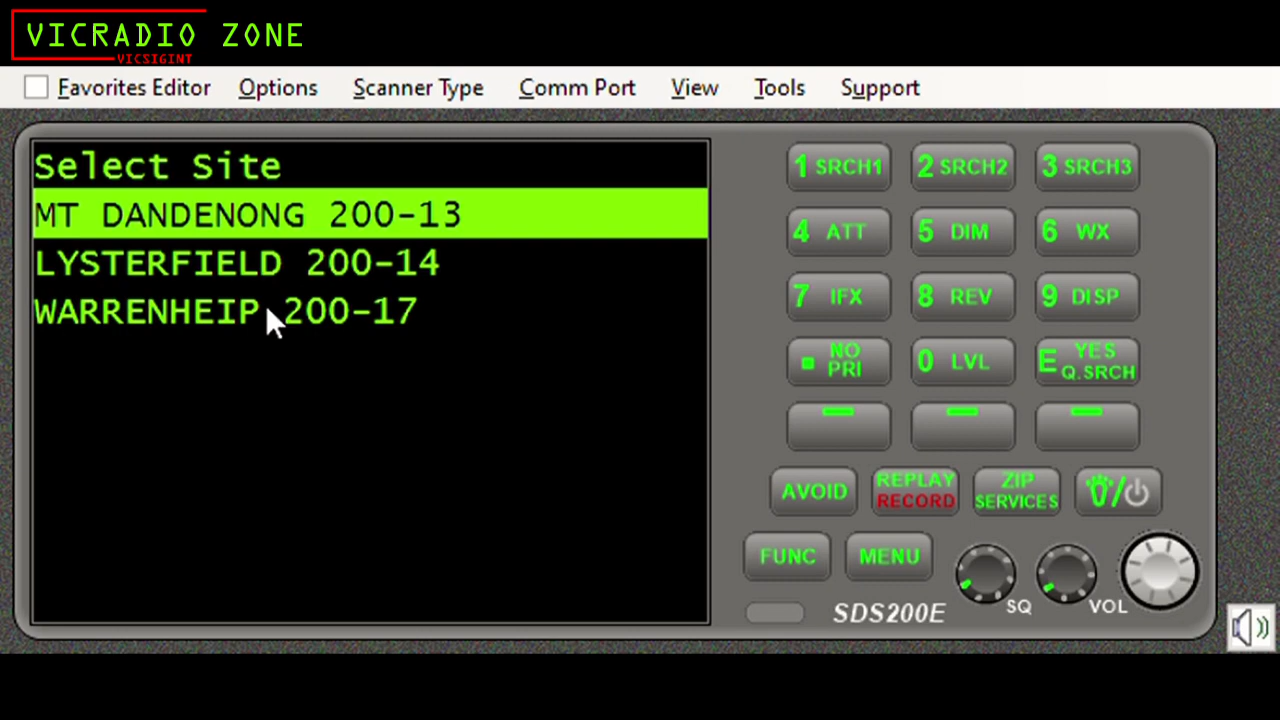 VICRADIO ZONE
VICSIGINT
Favorites Editor Options Scanner Type Comm Port View Tools Support
Select Site
MT DANDENONG 200-13
LYSTERFIELD 200-14
WARRENHEIP 200-17
1 SRCH1 2 SRCH2 3 SRCH3
4 ATT 5 DIM 6 WX
7 IFX 8 REV 9 DISP
. NO PRI 0 LVL E YES Q.SRCH
AVOID REPLAY RECORD ZIP SERVICES
FUNC MENU
SQ VOL
SDS200E